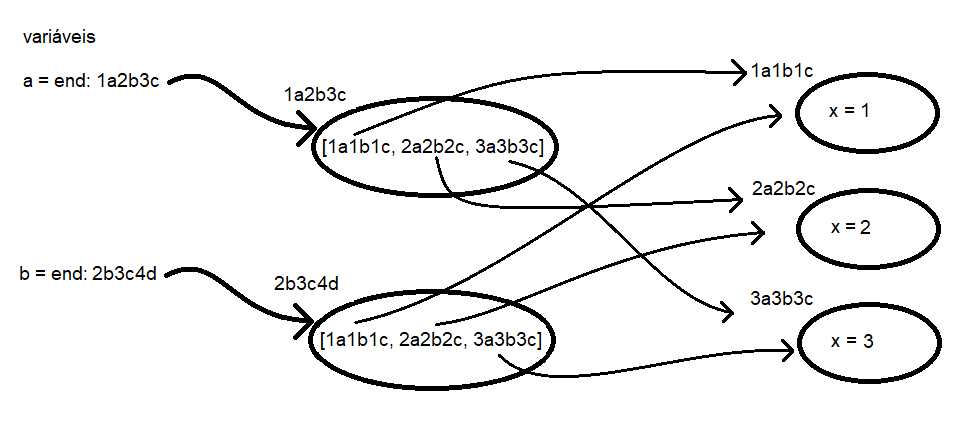 variáveis
a = end: 1a2b3c
1a2b3c
[1a1b1c, 2a2b2c, 3a3b3c]
1a1b1c
x = 1
2a2b2c
x = 2
b = end: 2b3c4d
2b3c4d
[1a1b1c, 2a2b2c, 3a3b3c]
3a3b3c
x = 3